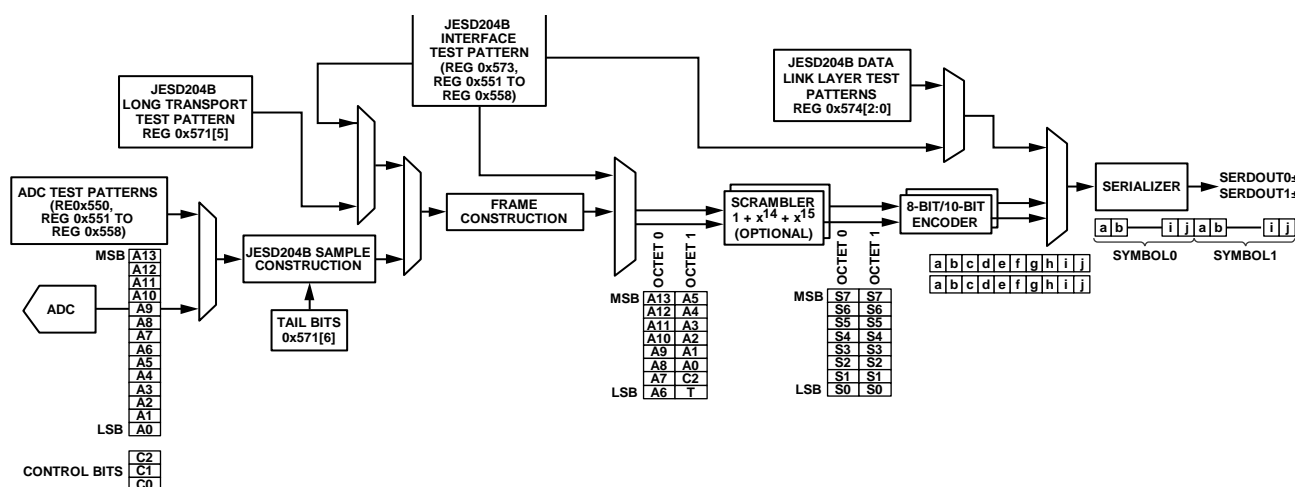 JESD204B
INTERFACE
TEST PATTERN
(REG 0x573,
REG 0x551 TO
REG 0x558)
JESD204B
LONG TRANSPORT
TEST PATTERN
REG 0x571[5]
JESD204B DATA
LINK LAYER TEST
PATTERNS
REG 0x574[2:0]
ADC TEST PATTERNS
(RE0x550,
REG 0x551 TO
REG 0x558)
JESD204B SAMPLE
CONSTRUCTION
TAIL BITS
0x571[6]
FRAME
CONSTRUCTION
SCRAMBLER
1 + x14 + x15
(OPTIONAL)
8-BIT/10-BIT
ENCODER
SERIALIZER
SERDOUT0±
SERDOUT1±
a b i j a b i j
SYMBOL0 SYMBOL1
a b c d e f g h i j
a b c d e f g h i j
ADC
MSB A13
A12
A11
A10
A9
A8
A7
A6
A5
A4
A3
A2
A1
LSB A0
CONTROL BITS
C2
C1
C0
OCTET 0 OCTET 1
MSB A13 A5
A12 A4
A11 A3
A10 A2
A9 A1
A8 A0
A7 C2
LSB A6 T
OCTET 0 OCTET 1
MSB S7 S7
S6 S6
S5 S5
S4 S4
S3 S3
S2 S2
S1 S1
LSB S0 S0